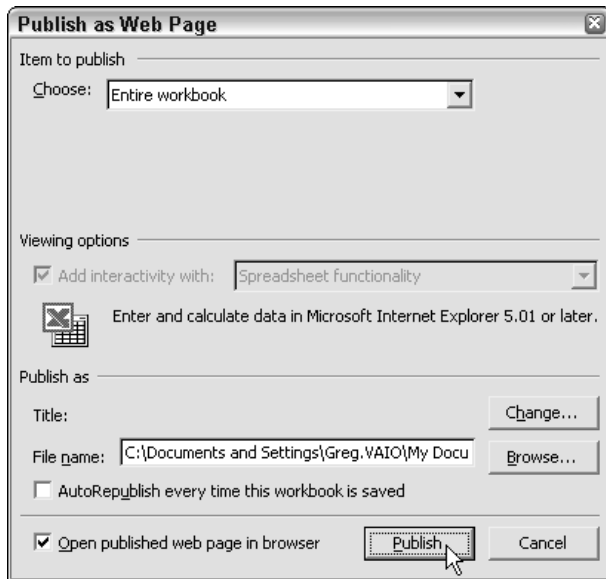 Publish as Web Page
Item to publish
Choose: Entire workbook
Viewing options
Add interactivity with: Spreadsheet functionality
Enter and calculate data in Microsoft Internet Explorer 5.01 or later.
Publish as
Title: Change...
File name: C:\Documents and Settings\Greg.VAIO\My Docu Browse...
AutoRepublish every time this workbook is saved
Open published web page in browser Publish Cancel